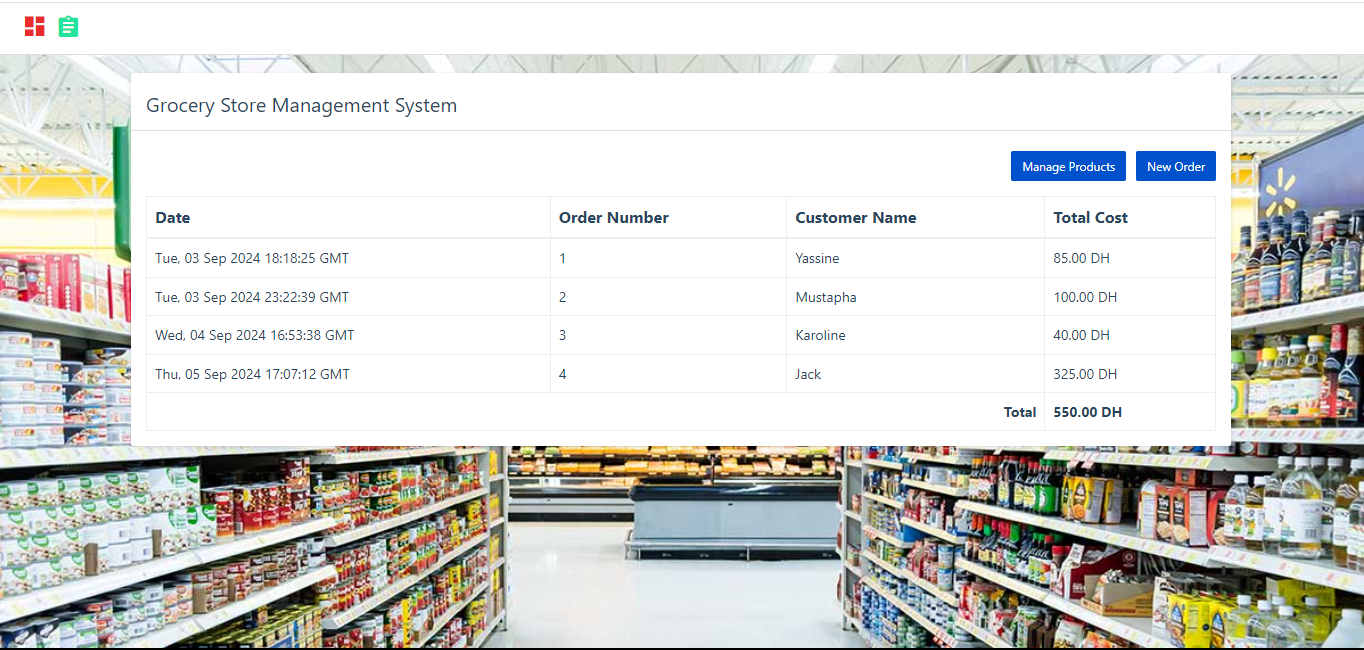 Grocery Store Management System
Manage Products New Order
Date Order Number Customer Name Total Cost
Tue, 03 Sep 2024 18:18:25 GMT 1 Yassine 85.00 DH
Tue, 03 Sep 2024 23:22:39 GMT 2 Mustapha 100.00 DH
Wed, 04 Sep 2024 16:53:38 GMT 3 Karoline 40.00 DH
Thu, 05 Sep 2024 17:07:12 GMT 4 Jack 325.00 DH
Total 550.00 DH